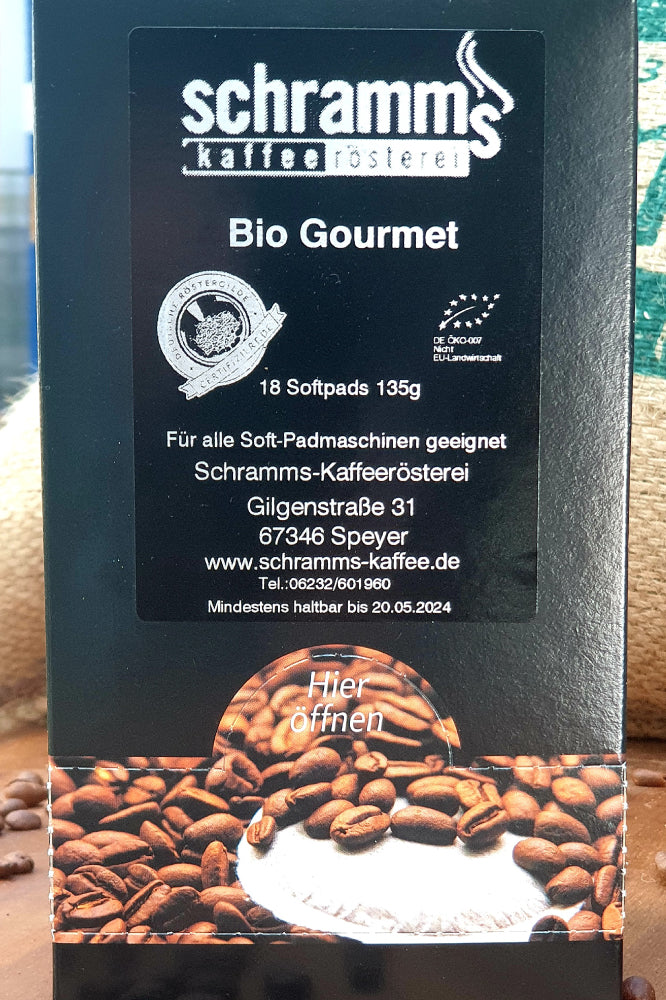 schramm's
kaffeerösterei
Bio Gourmet
RÖSTERGILDE
DE ÖKO-007
Nicht
EU-Landwirtschaft
18 Softpads 135g
Für alle Soft-Padmaschinen geeignet
Schramms-Kaffeerösterei
Gilgenstraße 31
67346 Speyer
www.schramms-kaffee.de
Tel.:06232/601960
Mindestens haltbar bis 20.05.2024
Hier
öffnen